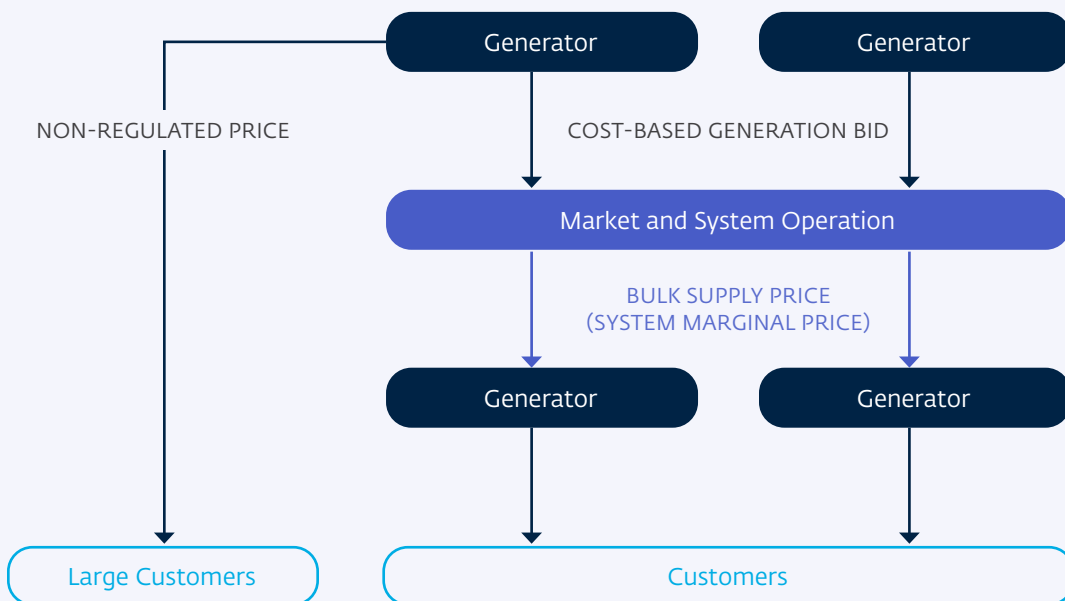 Generator
Generator
NON-REGULATED PRICE
COST-BASED GENERATION BID
Market and System Operation
BULK SUPPLY PRICE
(SYSTEM MARGINAL PRICE)
Generator
Generator
Large Customers
Customers